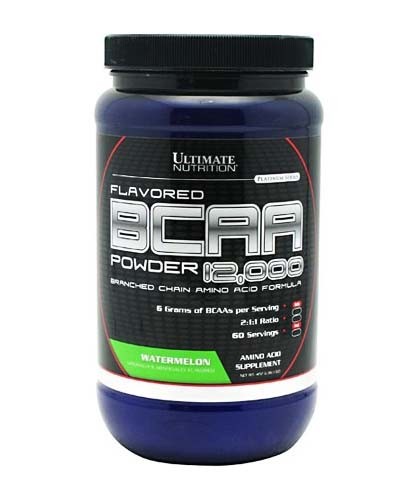 ULTIMATE
NUTRITION
PLATINUM SERIES
FLAVORED
BCAA
POWDER 12,000
BRANCHED CHAIN AMINO ACID FORMULA
6 Grams of BCAAs per Serving
2:1:1 Ratio
60 Servings
WATERMELON
AMINO ACID
SUPPLEMENT